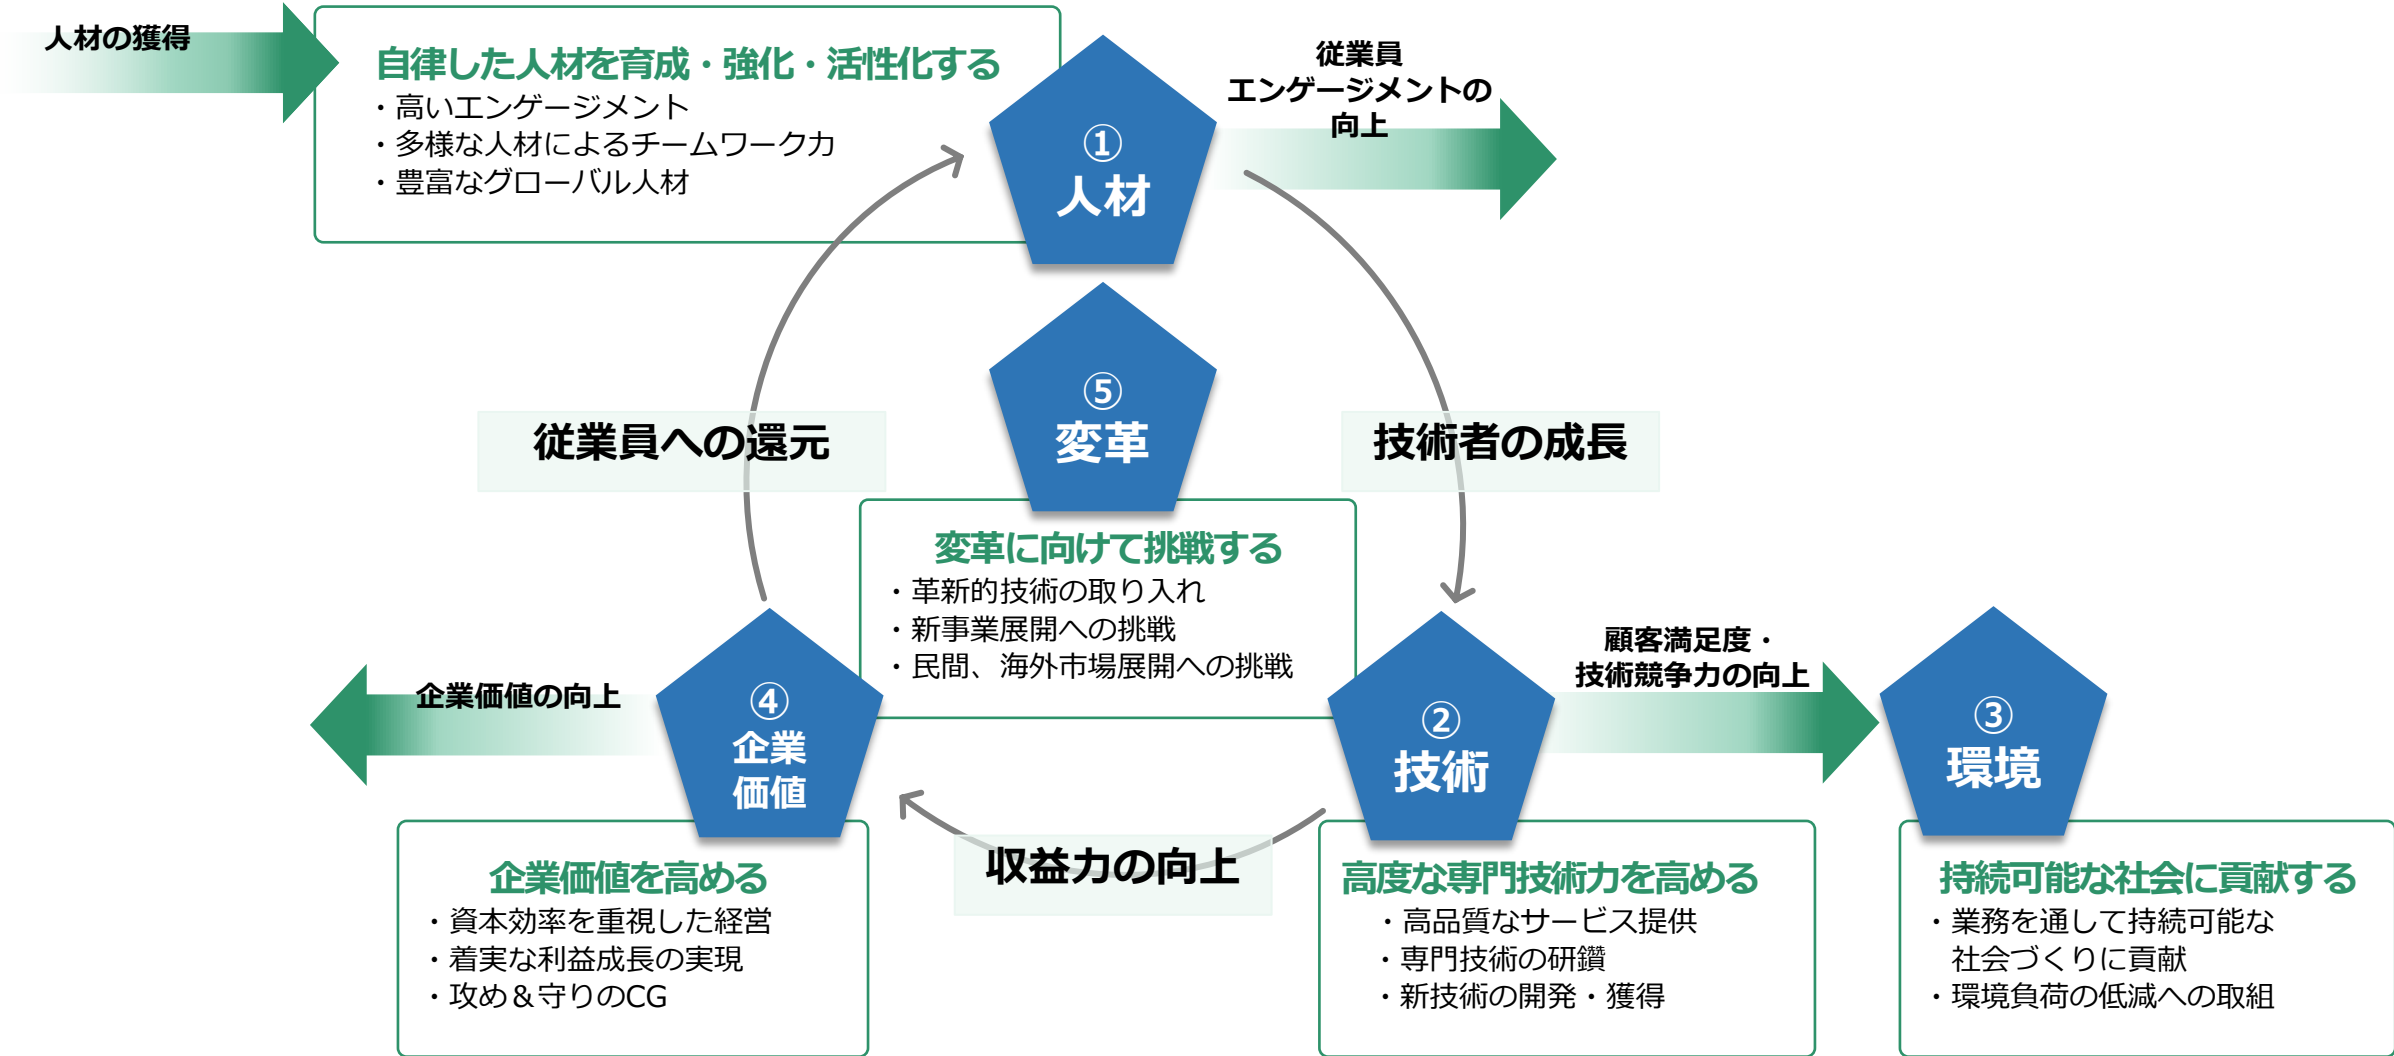 人材の獲得
自律した人材を育成・強化・活性化する
・高いエンゲージメント
・多様な人材によるチームワーク力
・豊富なグローバル人材
①
人材
従業員
エンゲージメントの
向上
⑤
変革
従業員への還元
技術者の成長
変革に向けて挑戦する
・革新的技術の取り入れ
・新事業展開への挑戦
・民間、海外市場展開への挑戦
企業価値の向上
④
企業
価値
②
技術
顧客満足度・
技術競争力の向上
③
環境
収益力の向上
企業価値を高める
・資本効率を重視した経営
・着実な利益成長の実現
・攻め＆守りのCG
高度な専門技術力を高める
・高品質なサービス提供
・専門技術の研鑽
・新技術の開発・獲得
持続可能な社会に貢献する
・業務を通して持続可能な
社会づくりに貢献
・環境負荷の低減への取組